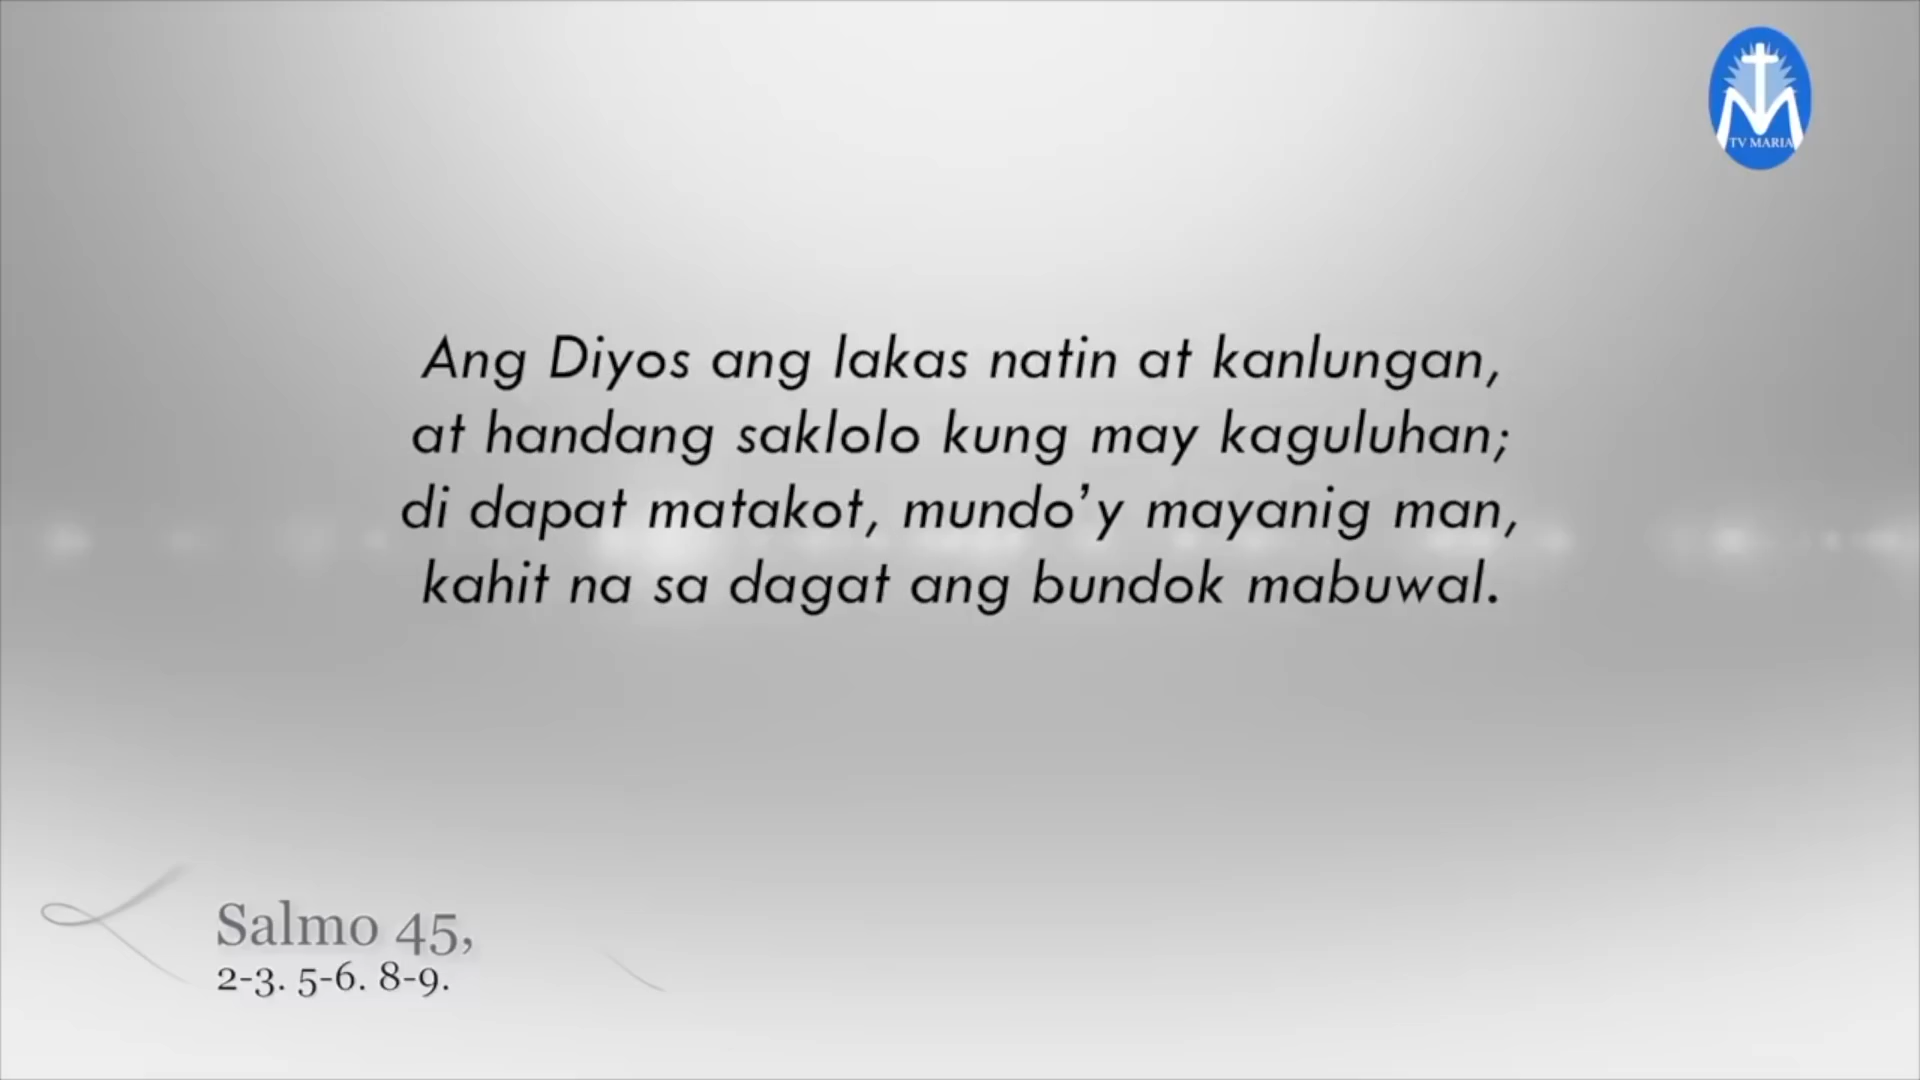 TV MARIA
Ang Diyos ang lakas natin at kanlungan,
at handang saklolo kung may kaguluhan;
di dapat matakot, mundo’y mayanig man,
kahit na sa dagat ang bundok mabuwal.
Salmo 45,
2-3. 5-6. 8-9.